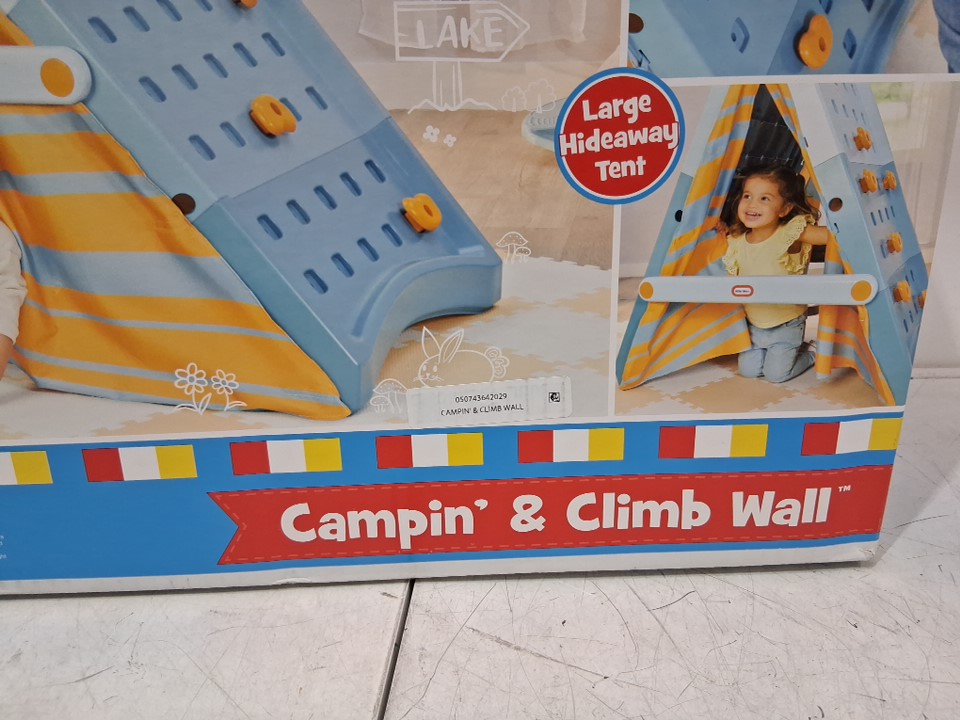 LAKE
Large
Hideaway
Tent
050743642029
CAMPIN' & CLIMB WALL
Campin' & Climb Wall™